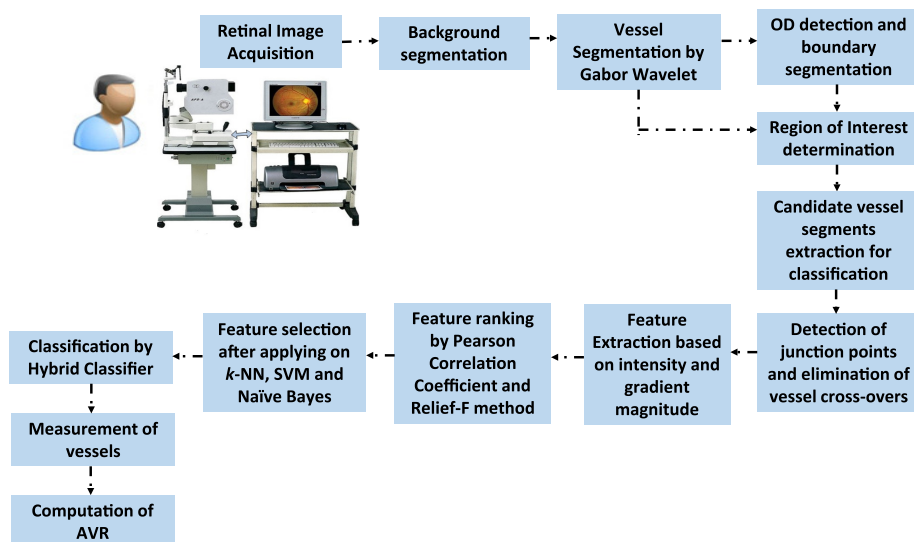 Retinal Image
Acquisition
Background
segmentation
Vessel
Segmentation by
Gabor Wavelet
OD detection and
boundary
segmentation
Region of Interest
determination
Candidate vessel
segments
extraction for
classification
Detection of
junction points
and elimination of
vessel cross-overs
Feature
Extraction based
on intensity and
gradient
magnitude
Feature ranking
by Pearson
Correlation
Coefficient and
Relief-F method
Feature selection
after applying on
k-NN, SVM and
Naïve Bayes
Classification by
Hybrid Classifier
Measurement of
vessels
Computation of
AVR